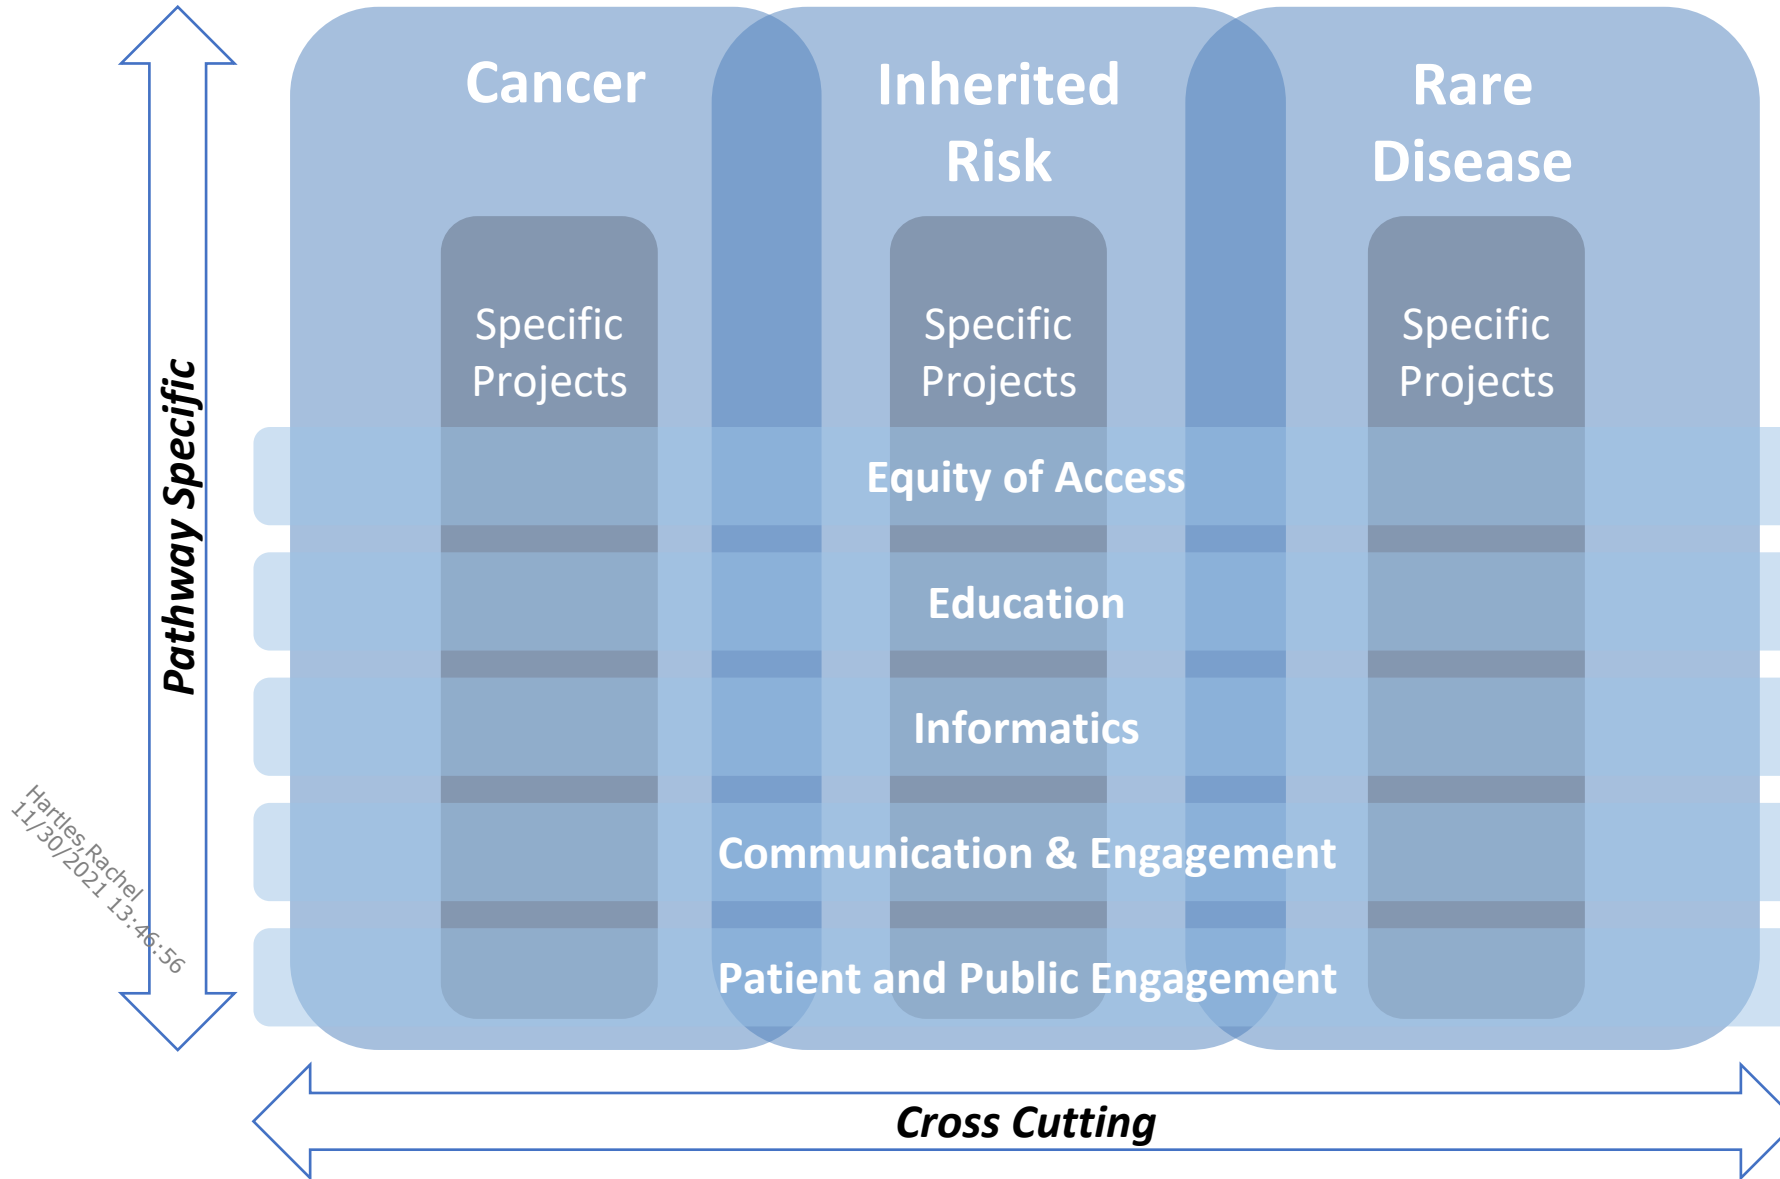 Cancer
Inherited
Risk
Rare
Disease
Specific
Projects
Specific
Projects
Specific
Projects
Pathway Specific
Equity of Access
Education
Informatics
Communication & Engagement
Patient and Public Engagement
Cross Cutting
Hartles,Rachel
11/30/2021 13:46:56